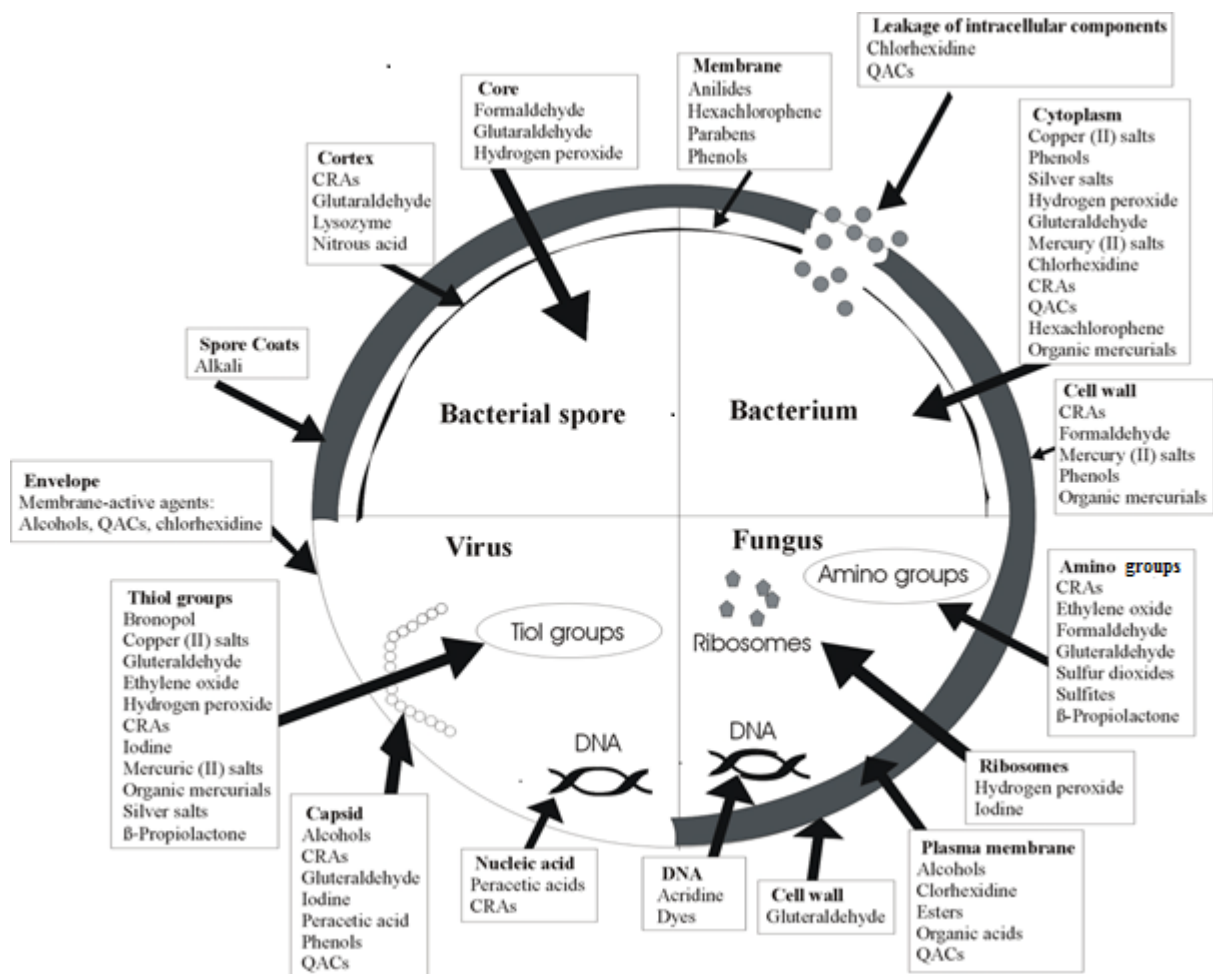 Leakage of intracellular components
Chlorhexidine
QACs
Membrane
Anilides
Hexachlorophene
Parabens
Phenols
Core
Formaldehyde
Glutaraldehyde
Hydrogen peroxide
Cytoplasm
Copper (II) salts
Phenols
Silver salts
Hydrogen peroxide
Gluteraldehyde
Mercury (II) salts
Chlorhexidine
CRAs
QACs
Hexachlorophene
Organic mercurials
Cortex
CRAs
Glutaraldehyde
Lysozyme
Nitrous acid
Spore Coats
Alkali
Bacterial spore
Bacterium
Cell wall
CRAs
Formaldehyde
Mercury (II) salts
Phenols
Organic mercurials
Envelope
Membrane-active agents:
Alcohols, QACs, chlorhexidine
Virus
Fungus
Amino groups
Tiol groups
Ribosomes
DNA
DNA
Amino groups
CRAs
Ethylene oxide
Formaldehyde
Gluteraldehyde
Sulfur dioxides
Sulfites
ß-Propiolactone
Thiol groups
Bronopol
Copper (II) salts
Gluteraldehyde
Ethylene oxide
Hydrogen peroxide
CRAs
Iodine
Mercuric (II) salts
Organic mercurials
Silver salts
ß-Propiolactone
Ribosomes
Hydrogen peroxide
Iodine
Capsid
Alcohols
CRAs
Gluteraldehyde
Iodine
Peracetic acid
Phenols
QACs
Nucleic acid
Peracetic acids
CRAs
DNA
Acridine
Dyes
Cell wall
Gluteraldehyde
Plasma membrane
Alcohols
Clorhexidine
Esters
Organic acids
QACs